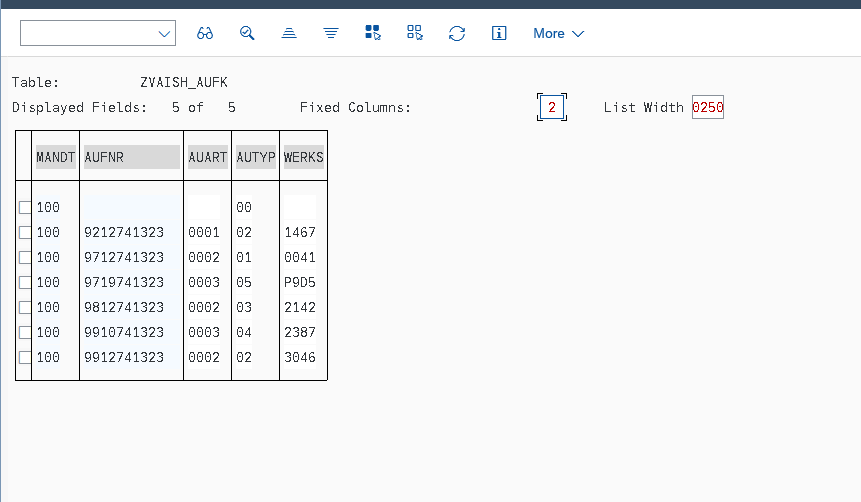 More
Table: ZVAISH_AUFK
Displayed Fields: 5 of 5 Fixed Columns: 2 List Width 0250
MANDT AUFNR AUART AUTYP WERKS
100 00
100 9212741323 0001 02 1467
100 9712741323 0002 01 0041
100 9719741323 0003 05 P9D5
100 9812741323 0002 03 2142
100 9910741323 0003 04 2387
100 9912741323 0002 02 3046